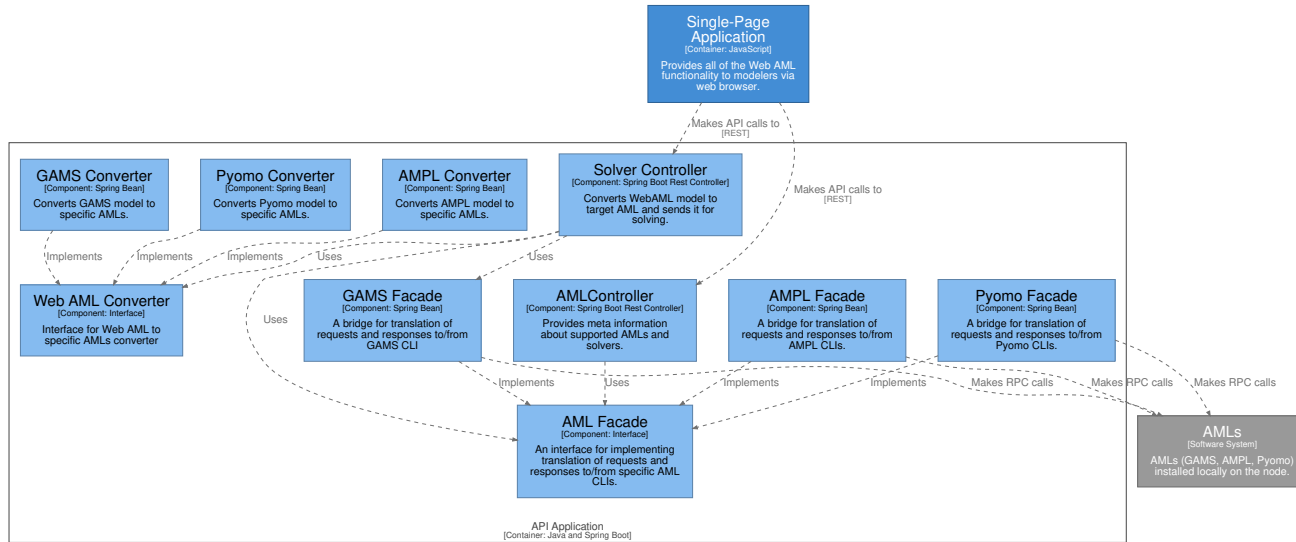 Single-Page
Application
[Container: JavaScript]
Provides all of the Web AML
functionality to modelers via
web browser.
Makes API calls to
[REST]
Makes API calls to
[REST]
GAMS Converter
[Component: Spring Bean]
Converts GAMS model to
specific AMLs.
Pyomo Converter
[Component: Spring Bean]
Converts Pyomo model to
specific AMLs.
AMPL Converter
[Component: Spring Bean]
Converts AMPL model to
specific AMLs.
Solver Controller
[Component: Spring Boot Rest Controller]
Converts WebAML model to
target AML and sends it for
solving.
Implements
Implements
Implements
Uses
Uses
Uses
Web AML Converter
[Component: Interface]
Interface for Web AML to
specific AMLs converter
GAMS Facade
[Component: Spring Bean]
A bridge for translation of
requests and responses to/from
GAMS CLI
AMLController
[Component: Spring Boot Rest Controller]
Provides meta information
about supported AMLs and
solvers.
AMPL Facade
[Component: Spring Bean]
A bridge for translation of
requests and responses to/from
AMPL CLIs.
Pyomo Facade
[Component: Spring Bean]
A bridge for translation of
requests and responses to/from
Pyomo CLIs.
Implements
Uses
Implements
Implements
Makes RPC calls
Makes RPC calls
Makes RPC calls
AML Facade
[Component: Interface]
An interface for implementing
translation of requests and
responses to/from specific AML
CLIs.
AMLs
[Software System]
AMLs (GAMS, AMPL, Pyomo)
installed locally on the node.
API Application
[Container: Java and Spring Boot]